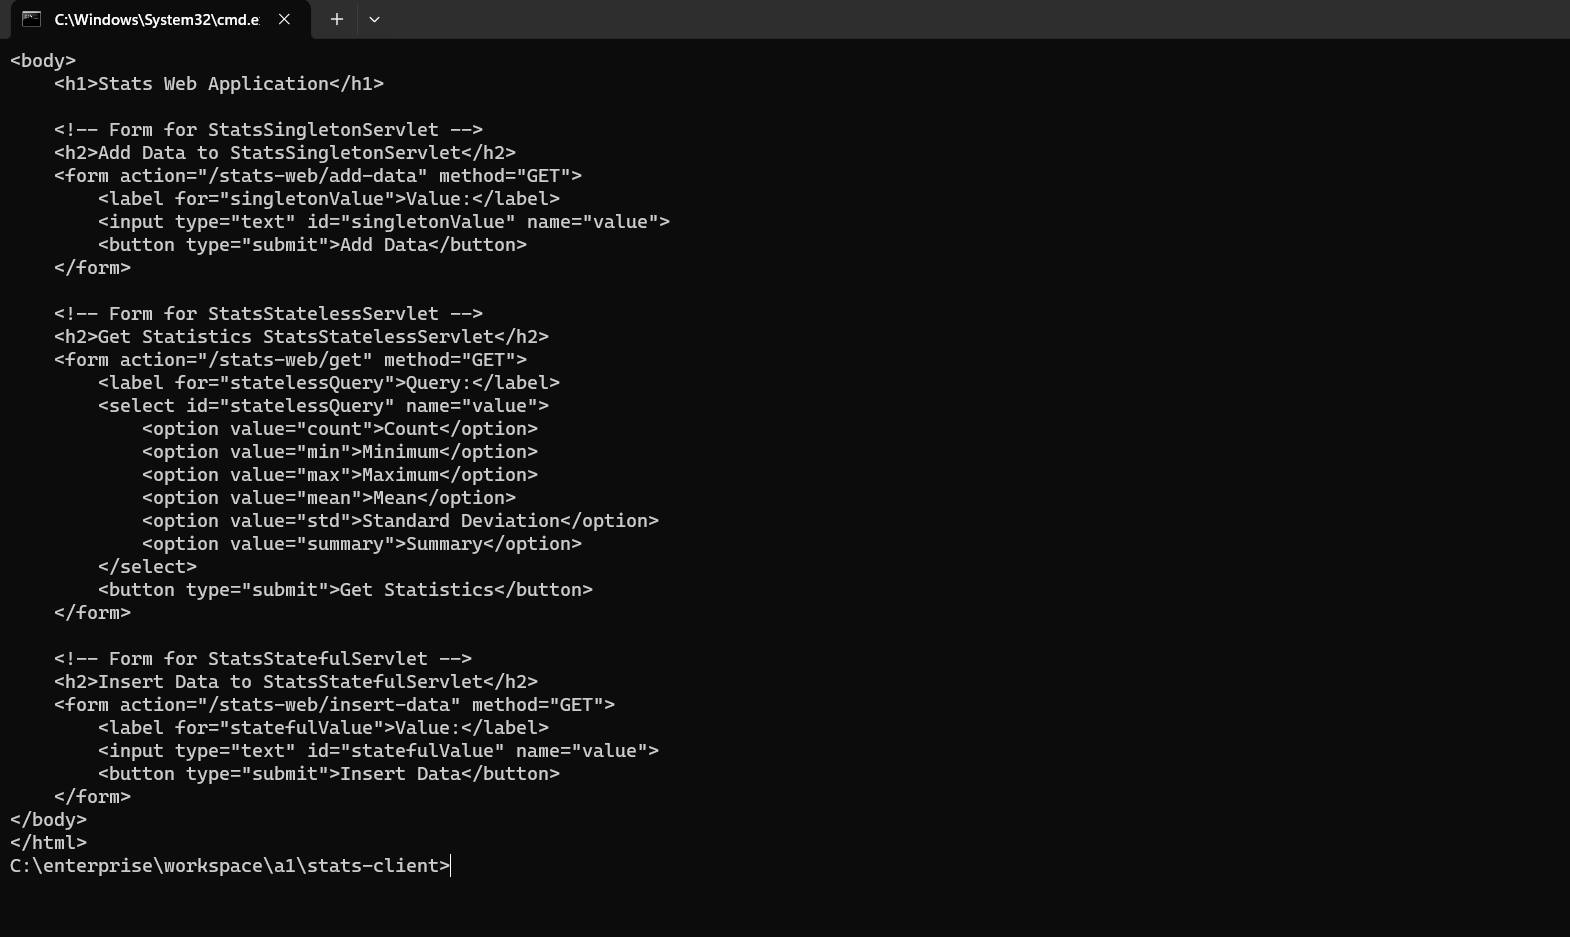 C:\Windows\System32\cmd.e
<body>
    <h1>Stats Web Application</h1>

    <!-- Form for StatsSingletonServlet -->
    <h2>Add Data to StatsSingletonServlet</h2>
    <form action="/stats-web/add-data" method="GET">
        <label for="singletonValue">Value:</label>
        <input type="text" id="singletonValue" name="value">
        <button type="submit">Add Data</button>
    </form>

    <!-- Form for StatsStatelessServlet -->
    <h2>Get Statistics StatsStatelessServlet</h2>
    <form action="/stats-web/get" method="GET">
        <label for="statelessQuery">Query:</label>
        <select id="statelessQuery" name="value">
            <option value="count">Count</option>
            <option value="min">Minimum</option>
            <option value="max">Maximum</option>
            <option value="mean">Mean</option>
            <option value="std">Standard Deviation</option>
            <option value="summary">Summary</option>
        </select>
        <button type="submit">Get Statistics</button>
    </form>

    <!-- Form for StatsStatefulServlet -->
    <h2>Insert Data to StatsStatefulServlet</h2>
    <form action="/stats-web/insert-data" method="GET">
        <label for="statefulValue">Value:</label>
        <input type="text" id="statefulValue" name="value">
        <button type="submit">Insert Data</button>
    </form>
</body>
</html>
C:\enterprise\workspace\a1\stats-client>